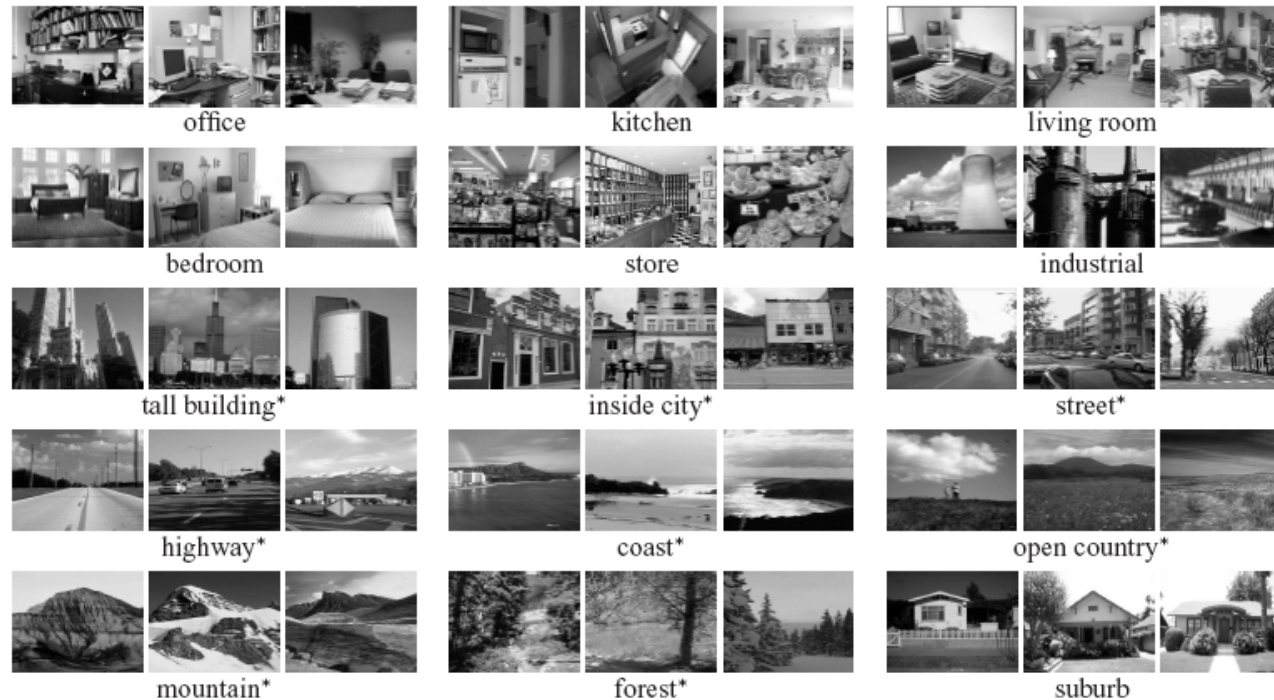 office
kitchen
living room
5
bedroom
store
industrial
tall building*
inside city*
street*
highway*
coast*
open country*
mountain*
forest*
suburb